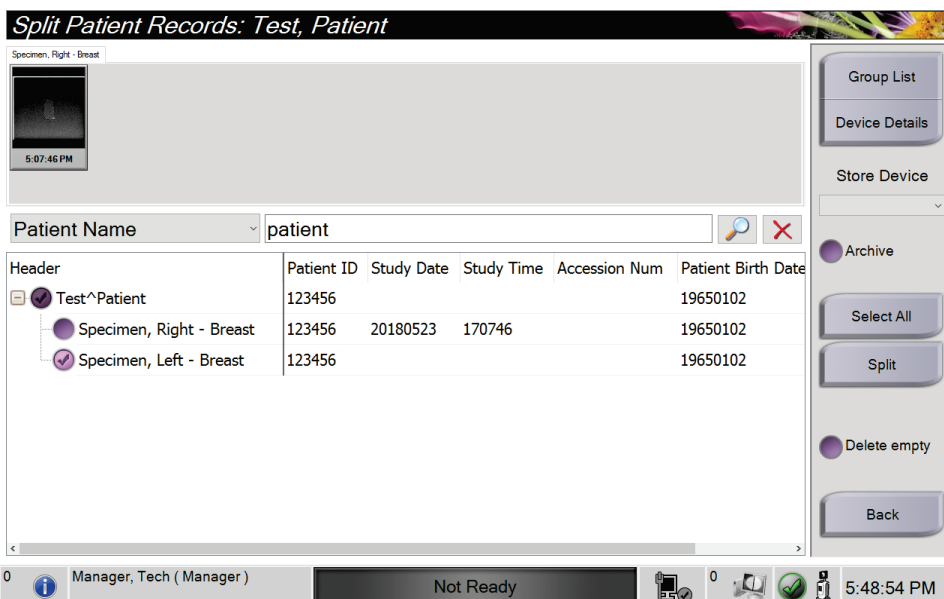 Split Patient Records: Test, Patient
Specimen, Right - Breast
5:07:46 PM
Group List
Device Details
Store Device
Archive
Select All
Split
Delete empty
Back
Patient Name patient
Header Patient ID Study Date Study Time Accession Num Patient Birth Date
Test^Patient 123456 19650102
Specimen, Right - Breast 123456 20180523 170746 19650102
Specimen, Left - Breast 123456 19650102
0 Manager, Tech ( Manager ) Not Ready 0 5:48:54 PM